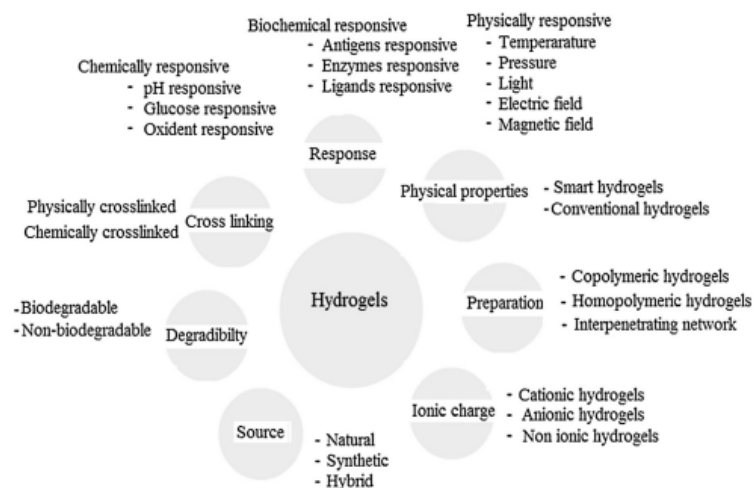 Biochemical responsive
- Antigens responsive
- Enzymes responsive
- Ligands responsive
Physically responsive
- Temperarature
- Pressure
- Light
- Electric field
- Magnetic field
Chemically responsive
- pH responsive
- Glucose responsive
- Oxident responsive
Response
Physical properties
- Smart hydrogels
- Conventional hydrogels
Physically crosslinked
Chemically crosslinked
Cross linking
Hydrogels
Preparation
- Copolymeric hydrogels
- Homopolymeric hydrogels
- Interpenetrating network
-Biodegradable
-Non-biodegradable
Degradibilty
Ionic charge
- Cationic hydrogels
- Anionic hydrogels
- Non ionic hydrogels
Source
- Natural
- Synthetic
- Hybrid